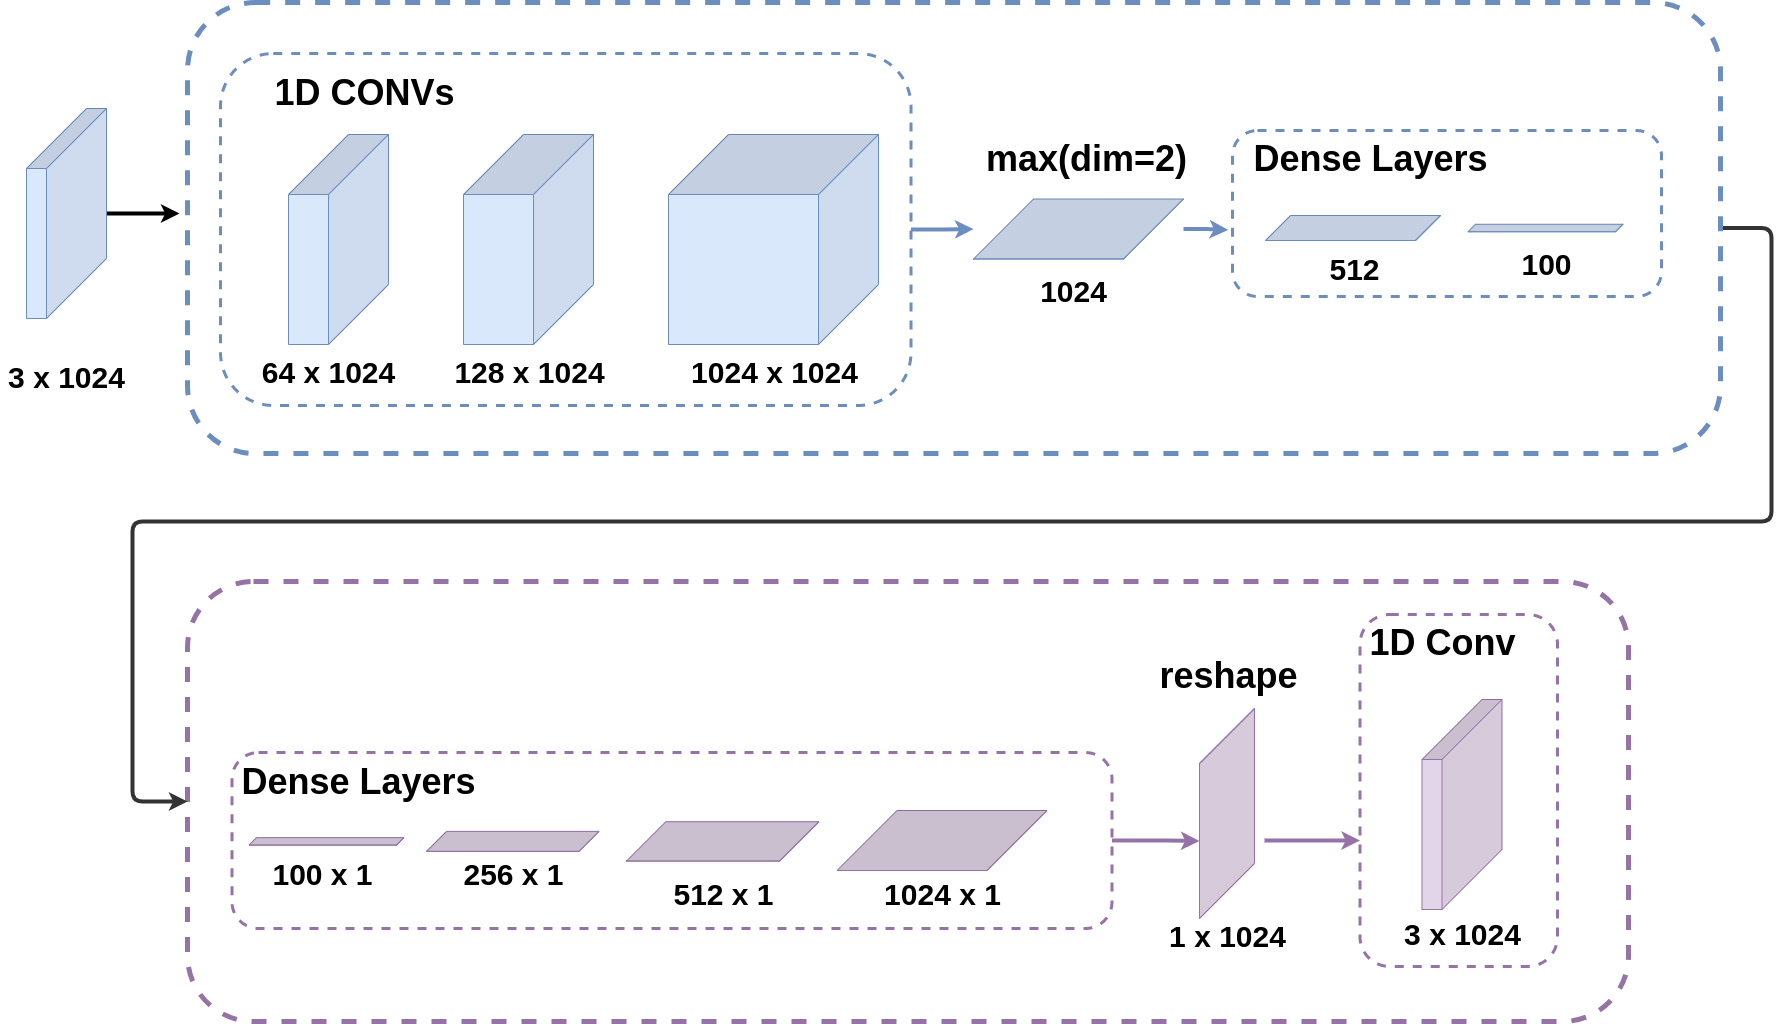 3 x 1024
1D CONVs
64 x 1024
128 x 1024
1024 x 1024
max(dim=2)
1024
Dense Layers
512
100
Dense Layers
100 x 1
256 x 1
512 x 1
1024 x 1
reshape
1 x 1024
1D Conv
3 x 1024